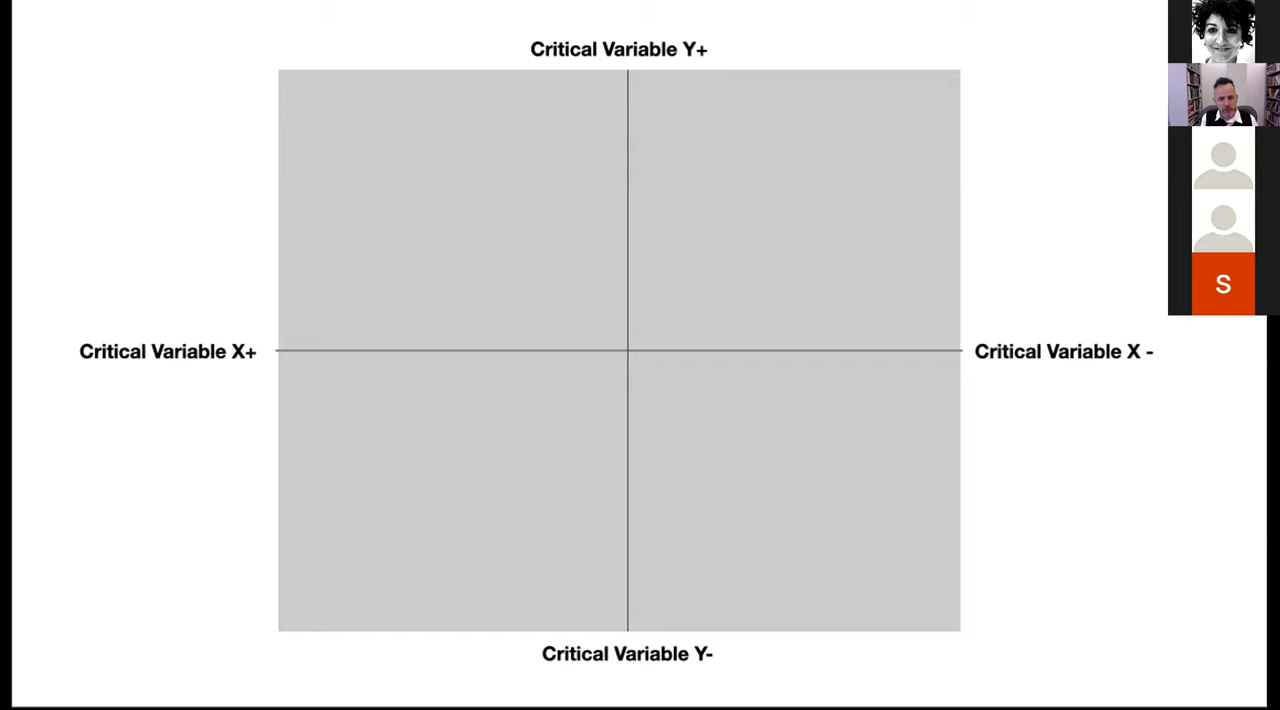 Critical Variable Y+
S
Critical Variable X+
Critical Variable X -
Critical Variable Y-